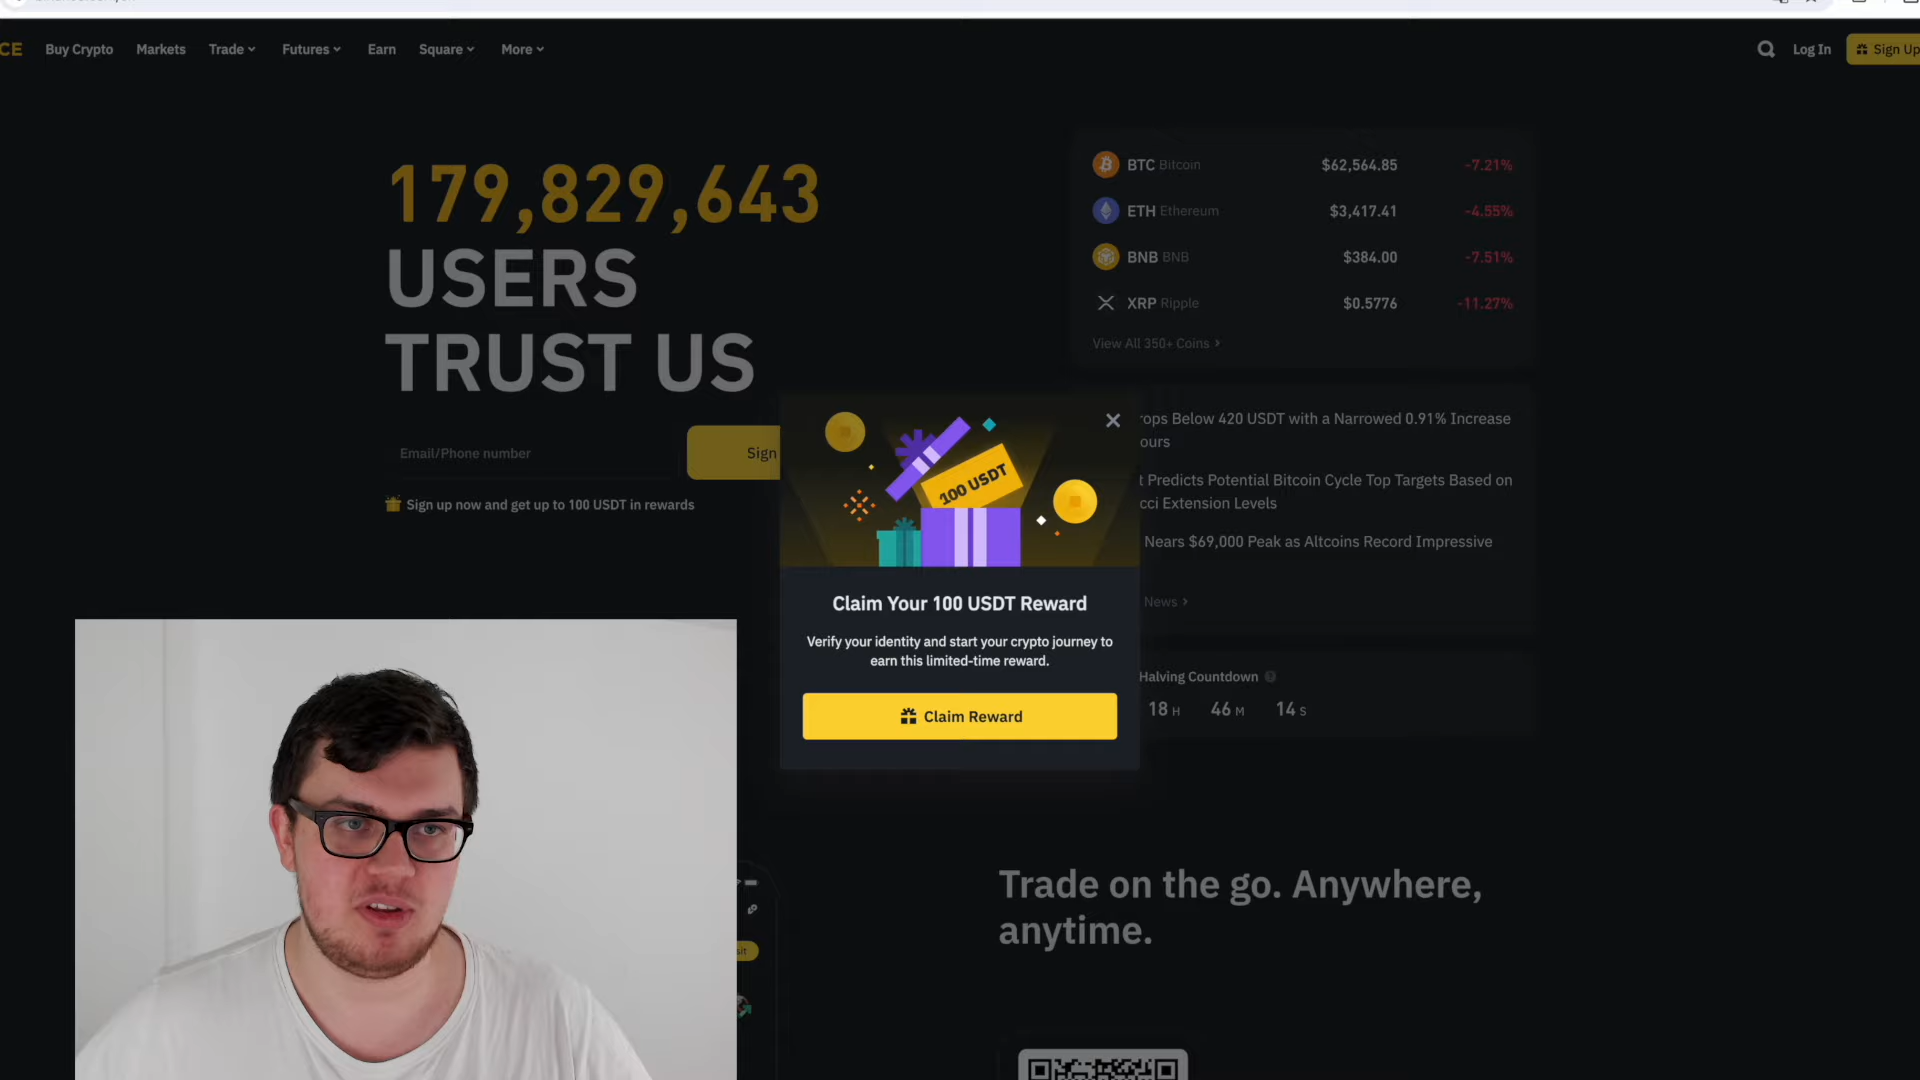 CE Buy Crypto Markets Trade Futures Earn Square More Log In Sign Up
179,829,643
USERS
TRUST US
Email/Phone number
Sign
Sign up now and get up to 100 USDT in rewards
BTC Bitcoin $62,564.85 -7.21%
ETH Ethereum $3,417.41 -4.55%
BNB BNB $384.00 -7.51%
XRP Ripple $0.5776 -11.27%
View All 350+ Coins
rops Below 420 USDT with a Narrowed 0.91% Increase
ours
t Predicts Potential Bitcoin Cycle Top Targets Based on
cci Extension Levels
Nears $69,000 Peak as Altcoins Record Impressive
News
Halving Countdown
18 H 46 M 14 S
100 USDT
Claim Your 100 USDT Reward
Verify your identity and start your crypto journey to
earn this limited-time reward.
Claim Reward
Trade on the go. Anywhere,
anytime.